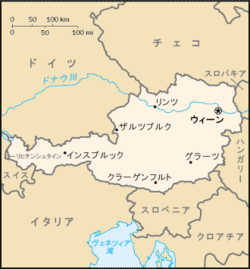 0 50 100 km
0 50 100 mi
チェコ
ドイツ
ドナウ川
スロバキア
リンツ
ウィーン
ザルツブルク
ハンガリー
リヒテンシュタイン
インスブルック
グラーツ
スイス
クラーゲンフルト
スロベニア
イタリア
クロアチア
ヴェネツィア
湾